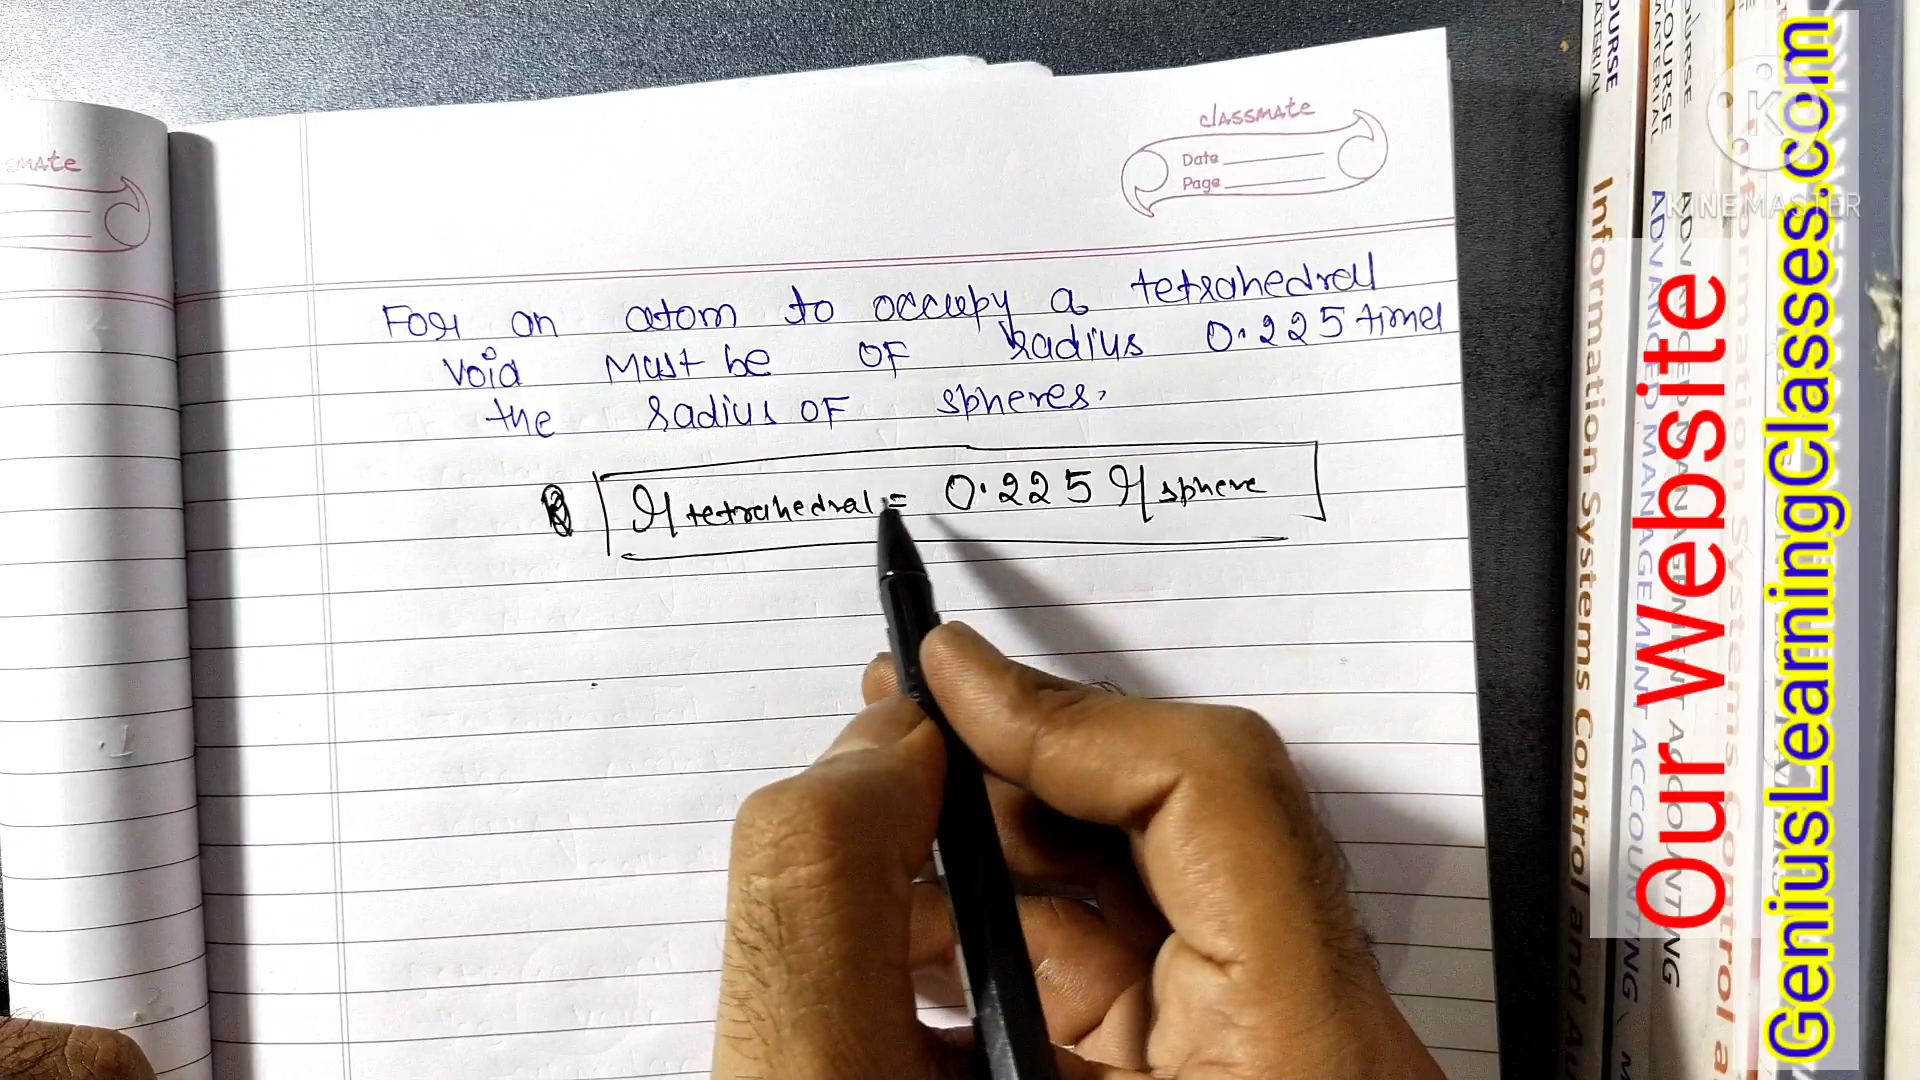 classmate
Date
Page
For an atom to occupy a tetrahedral
void must be of radius 0.225 times
the radius of spheres.
r tetrahedral = 0.225 r sphere
smate
Our Website
GeniusLearningClasses.com
KINEMASTER
COURSE
MATERIAL
Information Systems Control and
ADVANCED MANAGEMENT ACCOUNTING